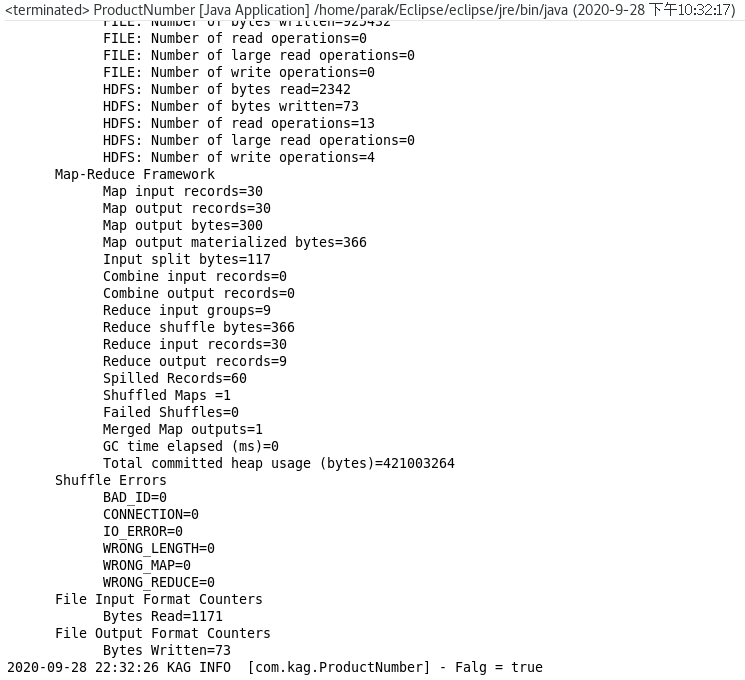 <terminated> ProductNumber [Java Application] /home/parak/Eclipse/eclipse/jre/bin/java (2020-9-28 下午10:32:17)
FILE: Number of bytes written=925432
FILE: Number of read operations=0
FILE: Number of large read operations=0
FILE: Number of write operations=0
HDFS: Number of bytes read=2342
HDFS: Number of bytes written=73
HDFS: Number of read operations=13
HDFS: Number of large read operations=0
HDFS: Number of write operations=4
Map-Reduce Framework
Map input records=30
Map output records=30
Map output bytes=300
Map output materialized bytes=366
Input split bytes=117
Combine input records=0
Combine output records=0
Reduce input groups=9
Reduce shuffle bytes=366
Reduce input records=30
Reduce output records=9
Spilled Records=60
Shuffled Maps =1
Failed Shuffles=0
Merged Map outputs=1
GC time elapsed (ms)=0
Total committed heap usage (bytes)=421003264
Shuffle Errors
BAD_ID=0
CONNECTION=0
IO_ERROR=0
WRONG_LENGTH=0
WRONG_MAP=0
WRONG_REDUCE=0
File Input Format Counters
Bytes Read=1171
File Output Format Counters
Bytes Written=73
2020-09-28 22:32:26 KAG INFO  [com.kag.ProductNumber] - Falg = true